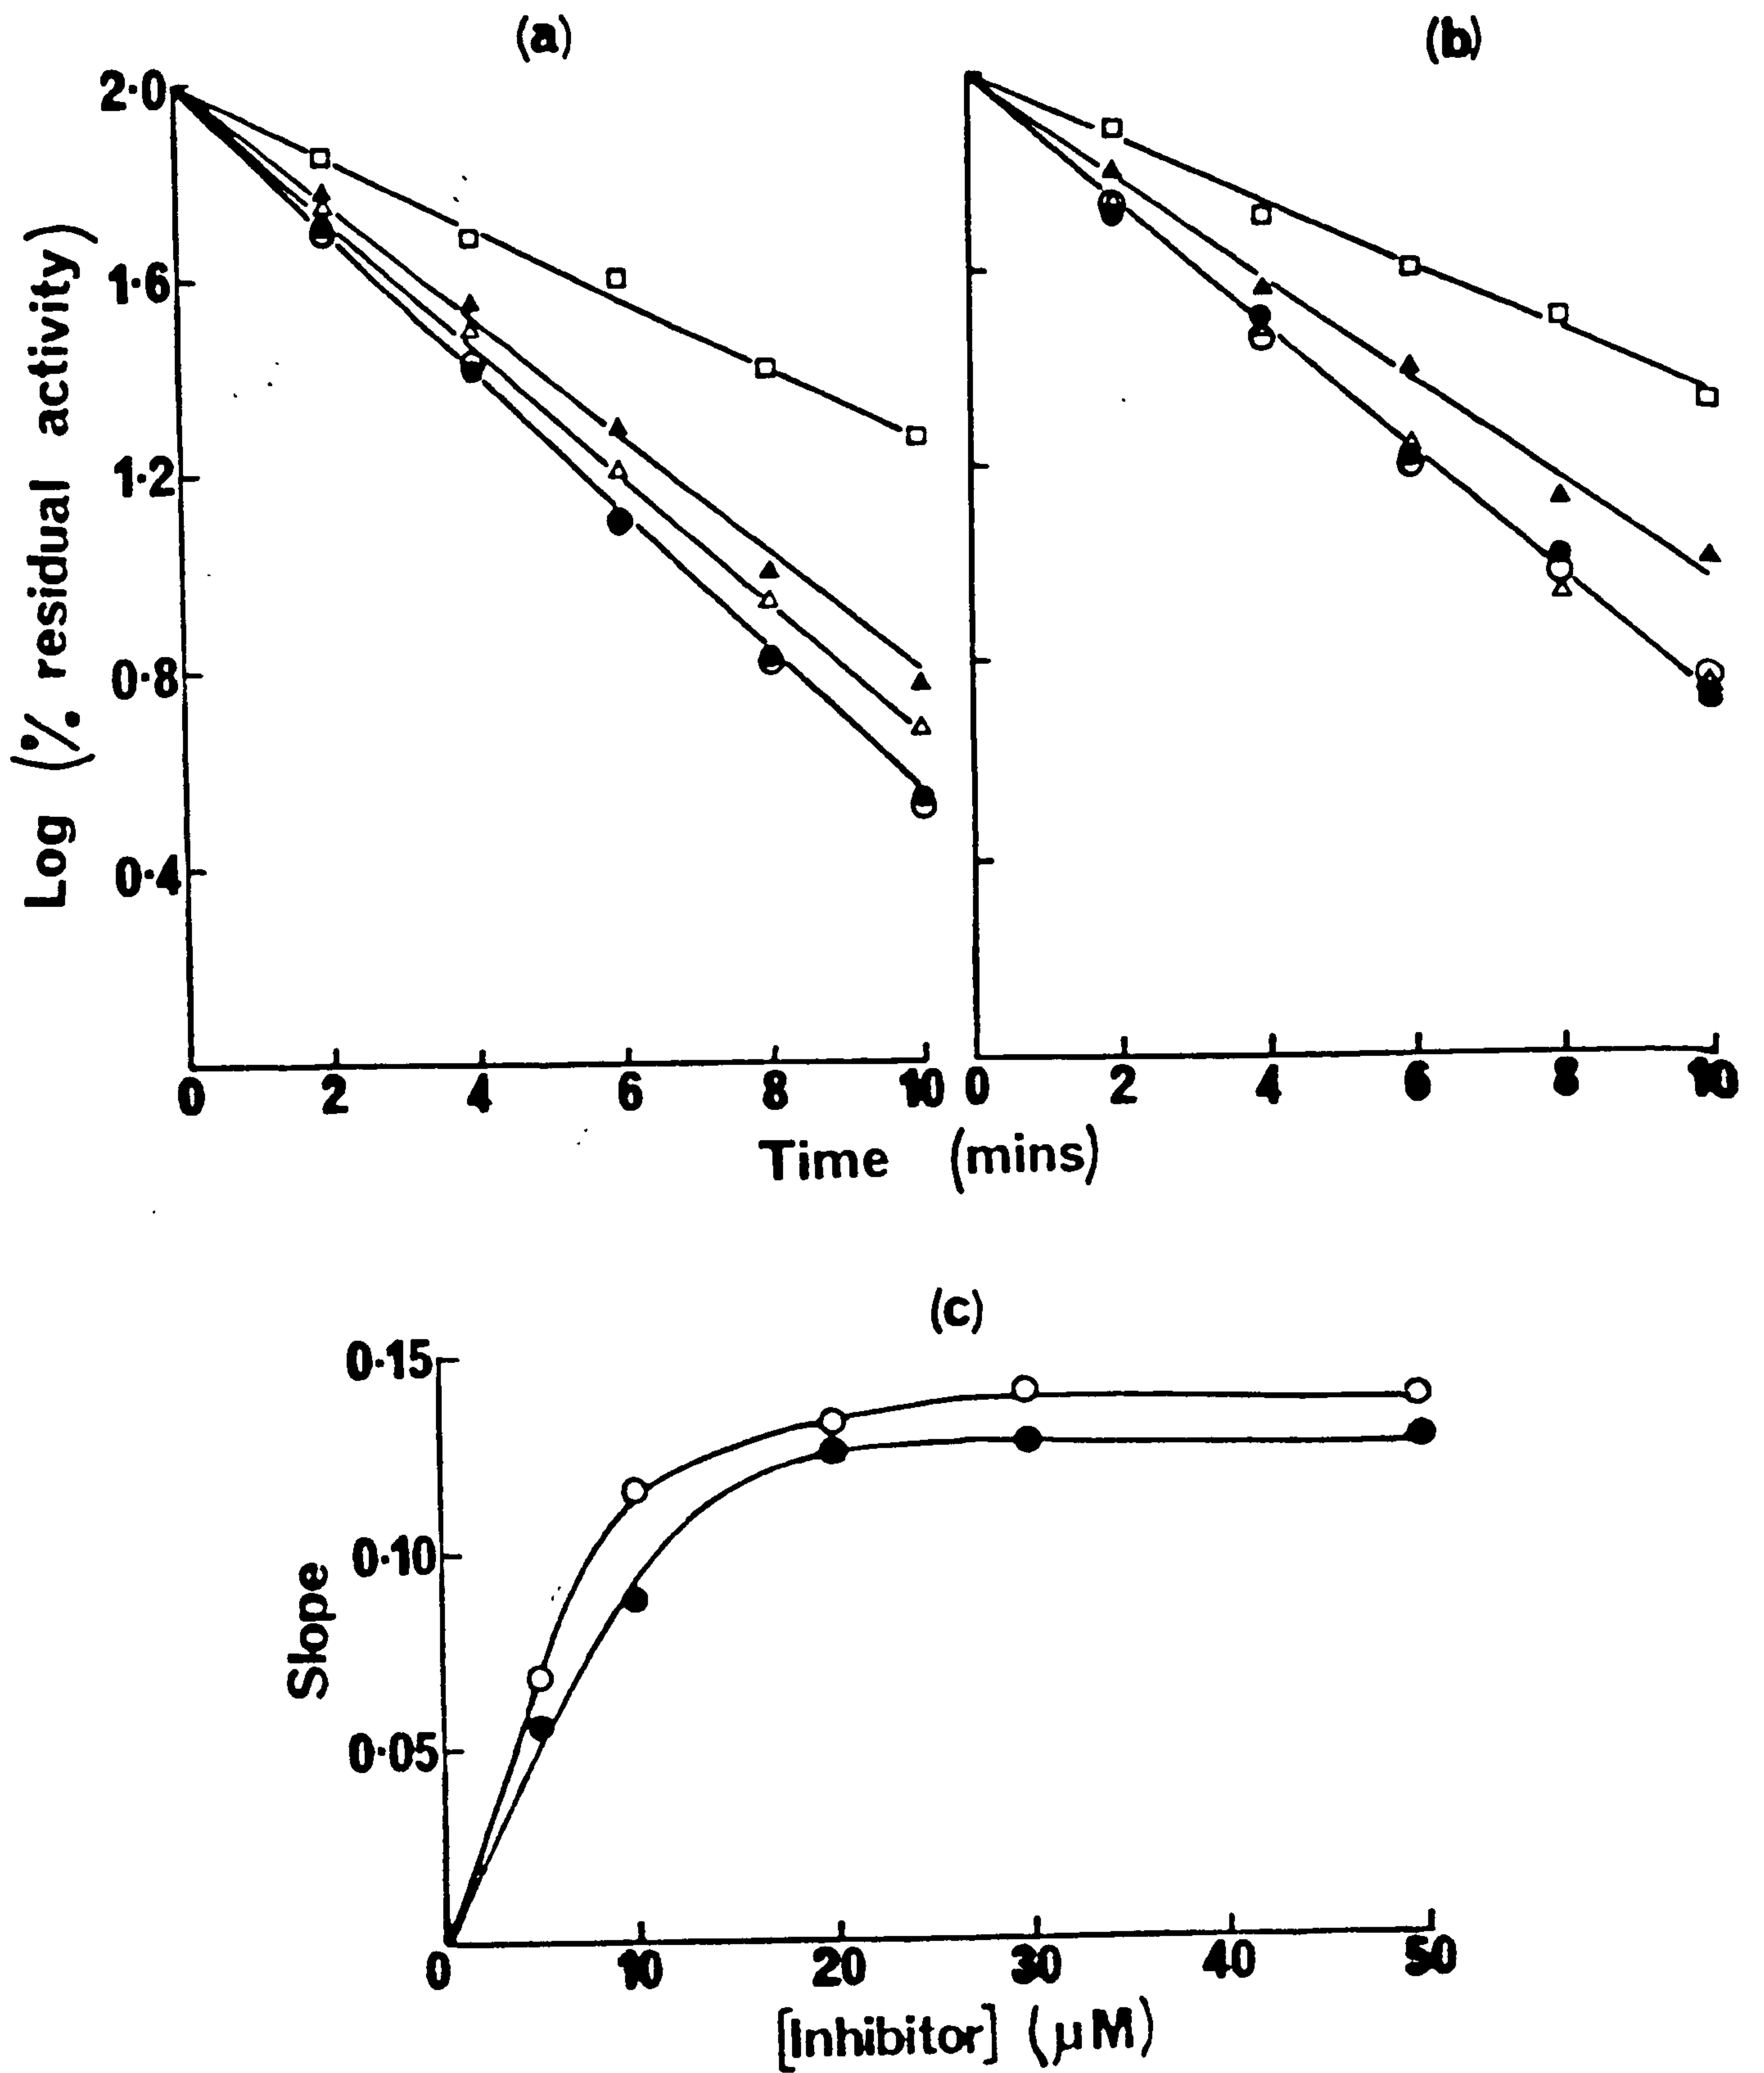 (a)
(b)
2·0
1·6
1·2
0·8
0·4
Log (% residual activity)
0 2 4 6 8 10
0 2 4 6 8 10
Time (mins)
(c)
0·15
0·10
0·05
Slope
0 10 20 30 40 50
[Inhibitor] (µM)